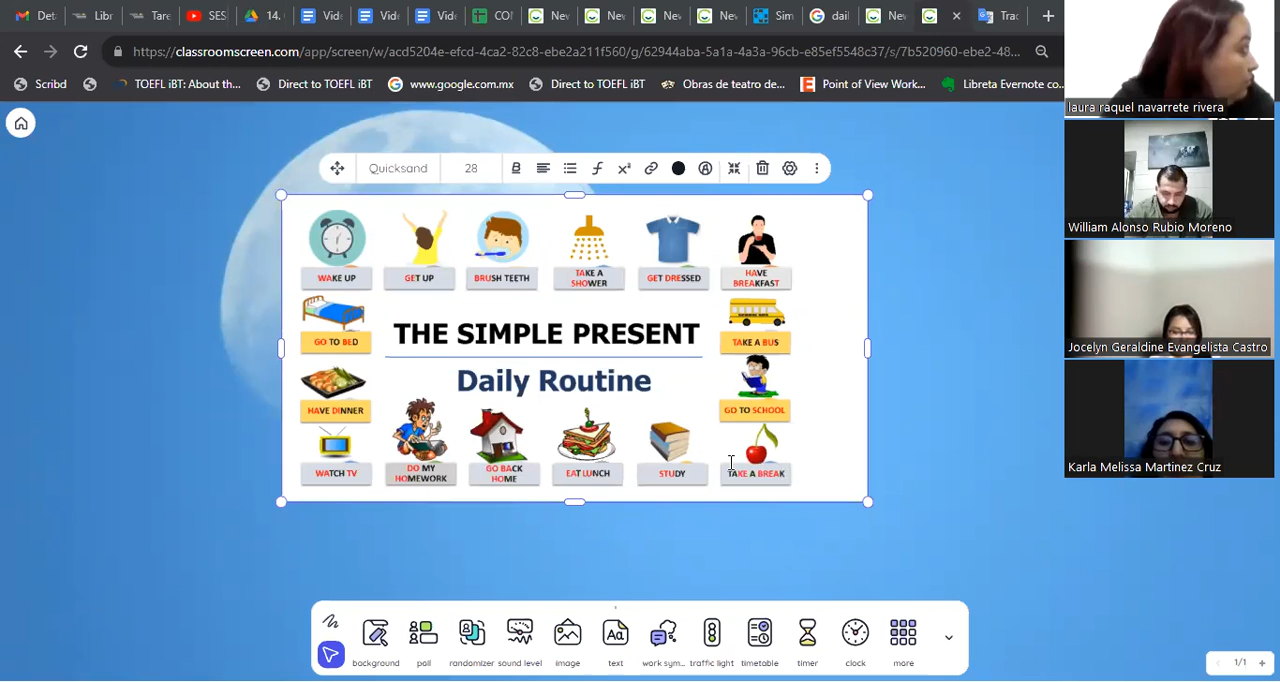 Det
Libr
Tare
SES
14.
Vide
Vide
Vide
CON
Nev
Nev
Nev
Nev
Sim
dail
Nev
Trac
https://classroomscreen.com/app/screen/w/acd5204e-efcd-4ca2-82c8-ebe2a211f560/g/62944aba-5a1a-4a3a-96cb-e85ef5548c37/s/7b520960-ebe2-48...
Scribd
TOEFL iBT: About th...
Direct to TOEFL iBT
www.google.com.mx
Direct to TOEFL iBT
Obras de teatro de...
Point of View Work...
Libreta Evernote co...
laura raquel navarrete rivera
William Alonso Rubio Moreno
Jocelyn Geraldine Evangelista Castro
Karla Melissa Martinez Cruz
Quicksand
28
WAKE UP
GET UP
BRUSH TEETH
TAKE A
SHOWER
GET DRESSED
HAVE
BREAKFAST
GO TO BED
THE SIMPLE PRESENT
TAKE A BUS
Daily Routine
HAVE DINNER
GO TO SCHOOL
WATCH TV
DO MY
HOMEWORK
GO BACK
HOME
EAT LUNCH
STUDY
TAKE A BREAK
background
poll
randomizer
sound level
image
Aa
text
work sym...
traffic light
timetable
timer
clock
more
1/1